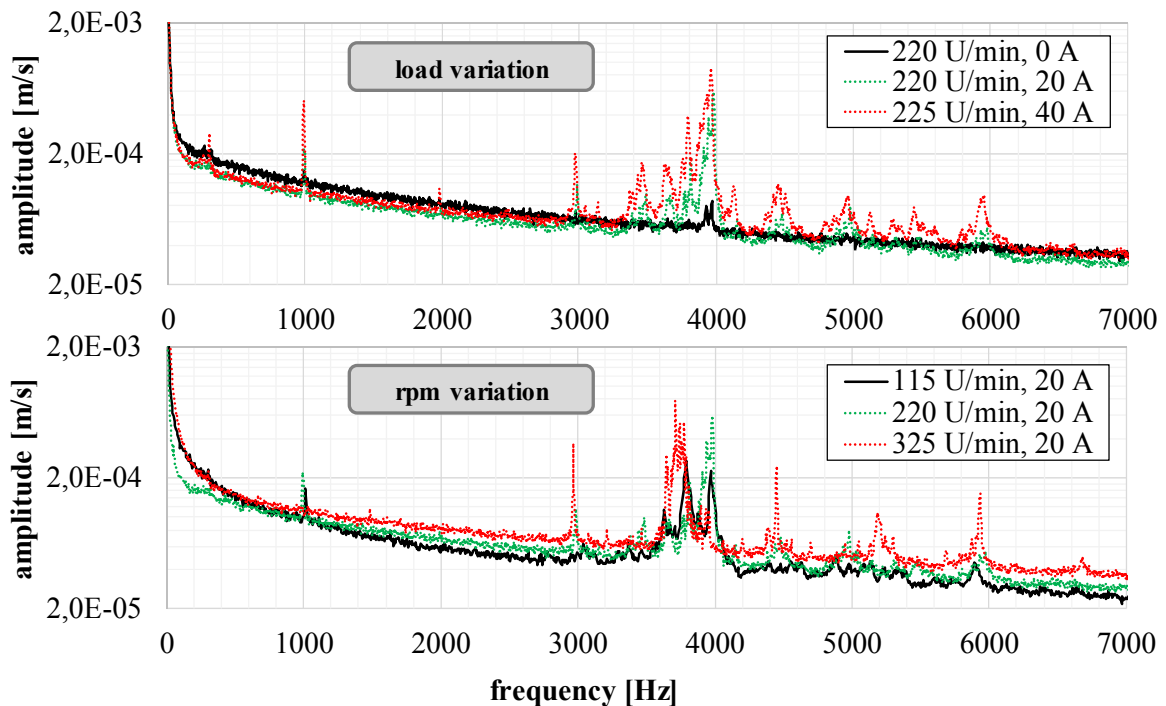 2,0E-03
2,0E-04
2,0E-05
amplitude [m/s]
load variation
220 U/min, 0 A
220 U/min, 20 A
225 U/min, 40 A
0 1000 2000 3000 4000 5000 6000 7000
2,0E-03
2,0E-04
2,0E-05
amplitude [m/s]
rpm variation
115 U/min, 20 A
220 U/min, 20 A
325 U/min, 20 A
0 1000 2000 3000 4000 5000 6000 7000
frequency [Hz]